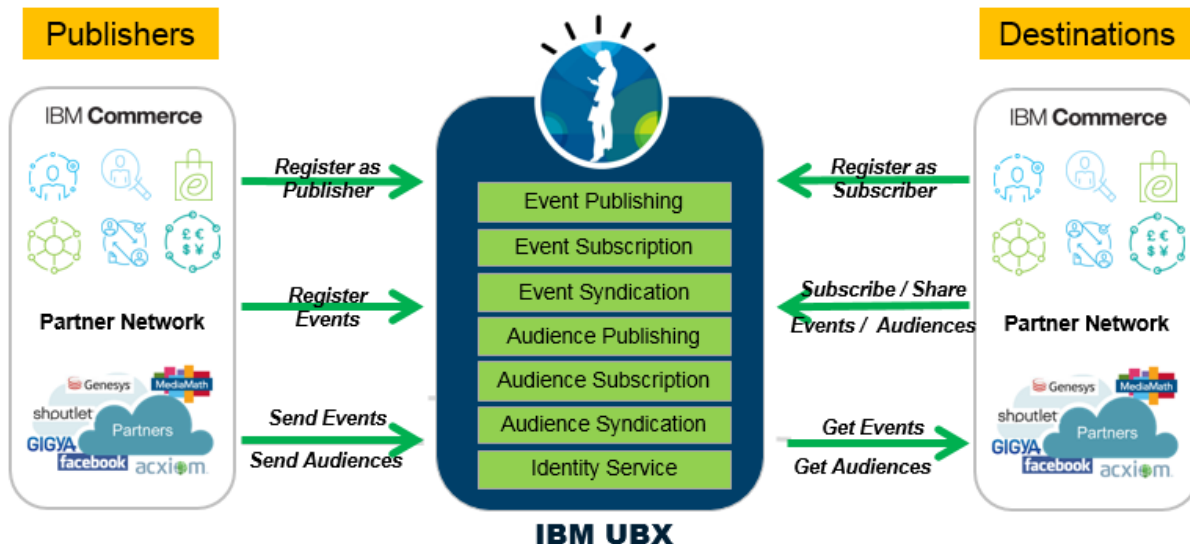 Publishers
IBM Commerce
e
£ €
$ ¥
Partner Network
Genesys
MediaMath
shoutlet
Partners
GIGYA
facebook
acxiom.
Register as
Publisher
Register
Events
Send Events
Send Audiences
Event Publishing
Event Subscription
Event Syndication
Audience Publishing
Audience Subscription
Audience Syndication
Identity Service
IBM UBX
Register as
Subscriber
Subscribe / Share
Events / Audiences
Get Events
Get Audiences
Destinations
IBM Commerce
e
£ €
$ ¥
Partner Network
Genesys
MediaMath
shoutlet
Partners
GIGYA
facebook
acxiom.